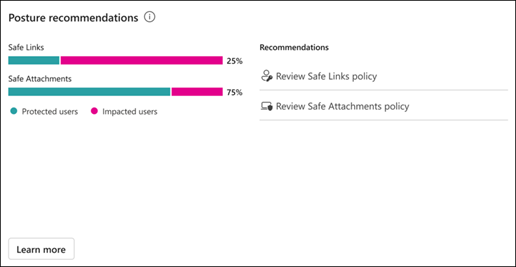 Posture recommendations
Safe Links
25%
Safe Attachments
75%
Protected users
Impacted users
Recommendations
Review Safe Links policy
Review Safe Attachments policy
Learn more